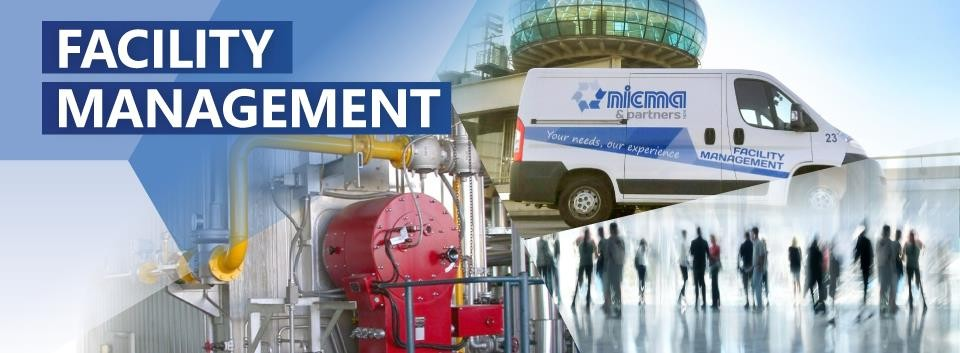 FACILITY
MANAGEMENT
nicma
& partners
Your needs, our experience
FACILITY
MANAGEMENT
23